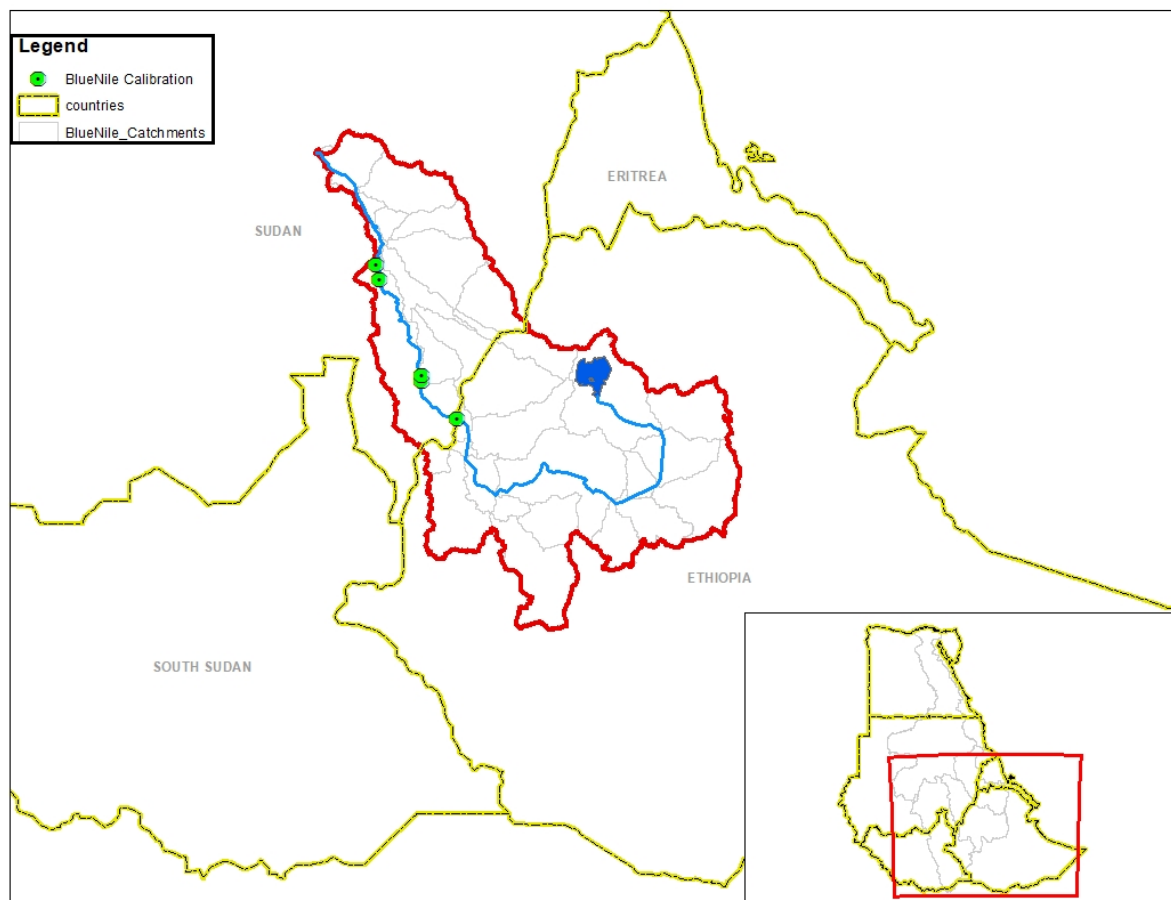 Legend
BlueNile Calibration
countries
BlueNile_Catchments
ERITREA
SUDAN
ETHIOPIA
SOUTH SUDAN